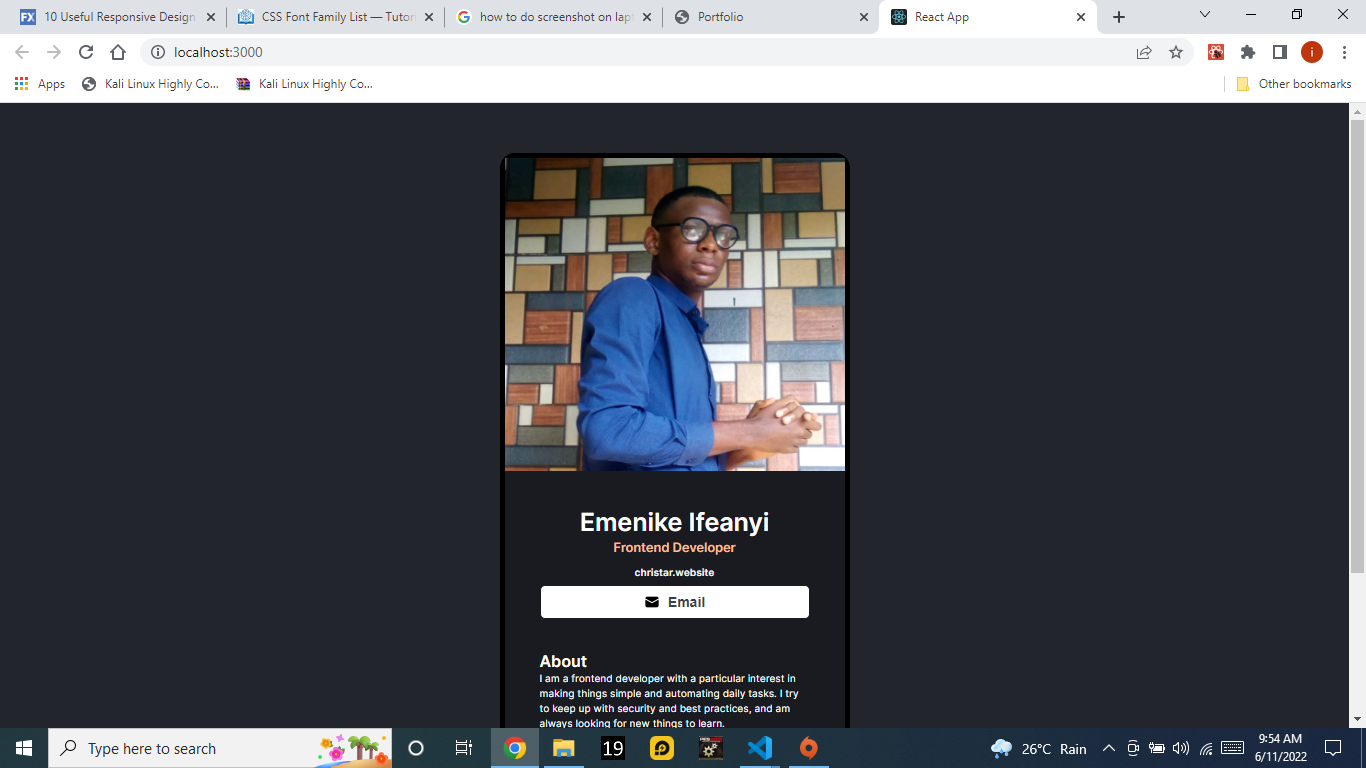 10 Useful Responsive Design
CSS Font Family List — Tutori
how to do screenshot on lapt
Portfolio
React App
localhost:3000
i
Apps
Kali Linux Highly Co...
Kali Linux Highly Co...
Other bookmarks
Emenike Ifeanyi
Frontend Developer
christar.website
Email
About
I am a frontend developer with a particular interest in
making things simple and automating daily tasks. I try
to keep up with security and best practices, and am
always looking for new things to learn.
Type here to search
19
26°C Rain
9:54 AM
6/11/2022